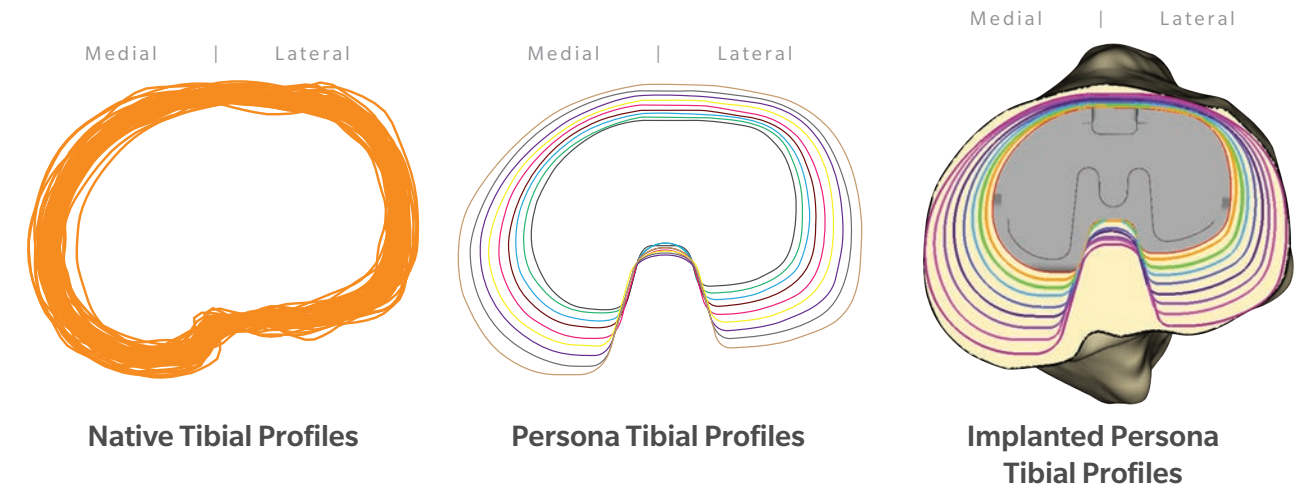 Medial | Lateral
Medial | Lateral
Medial | Lateral
Native Tibial Profiles
Persona Tibial Profiles
Implanted Persona
Tibial Profiles